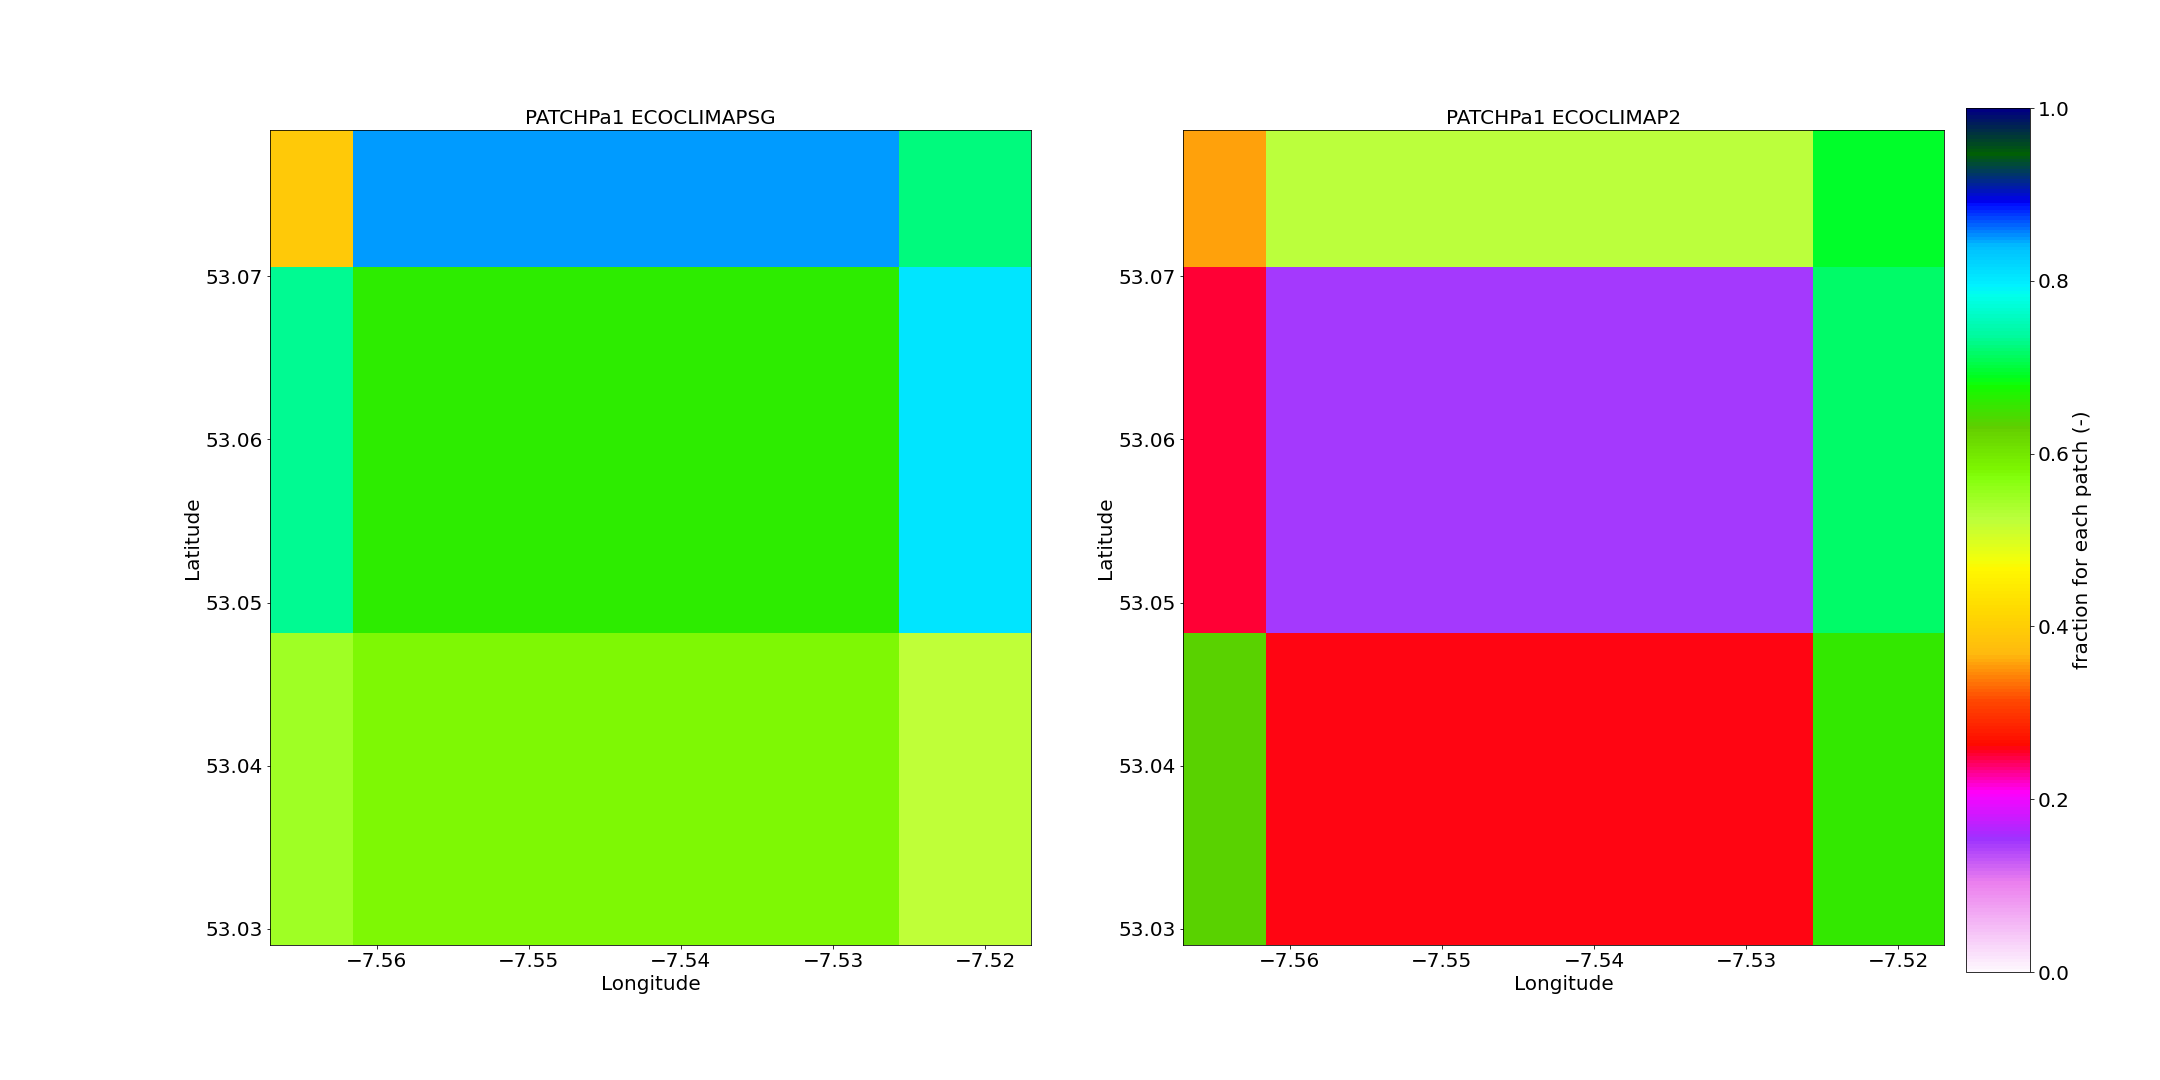 PATCHPa1 ECOCLIMAPSG
Latitude
53.07
53.06
53.05
53.04
53.03
−7.56 −7.55 −7.54 −7.53 −7.52
Longitude
PATCHPa1 ECOCLIMAP2
Latitude
53.07
53.06
53.05
53.04
53.03
−7.56 −7.55 −7.54 −7.53 −7.52
Longitude
1.0
0.8
0.6
0.4
0.2
0.0
fraction for each patch (-)